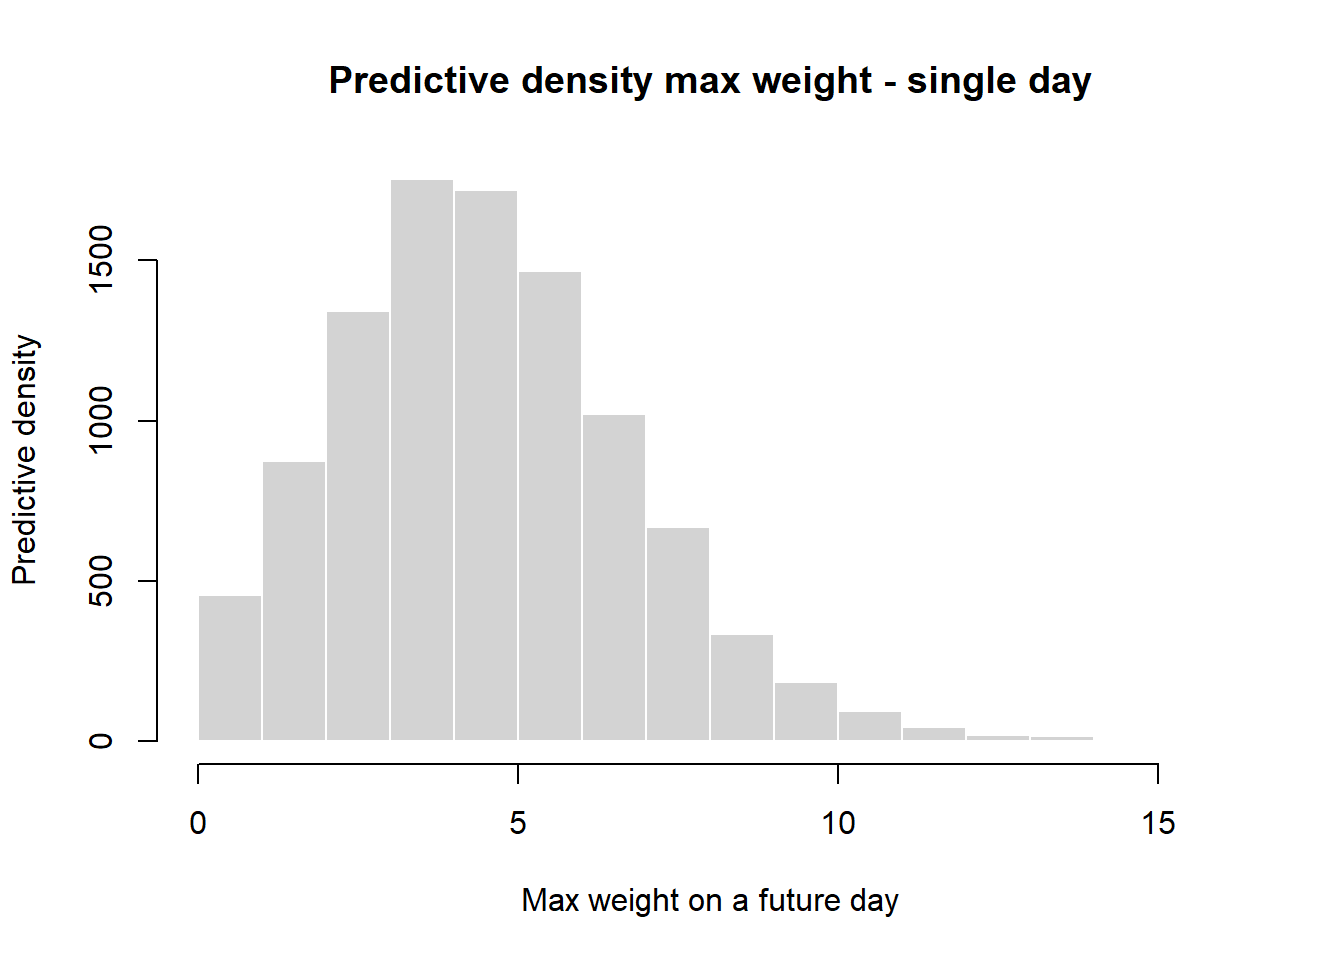 Predictive density max weight - single day
Predictive density
1500
1000
500
0
0 5 10 15
Max weight on a future day